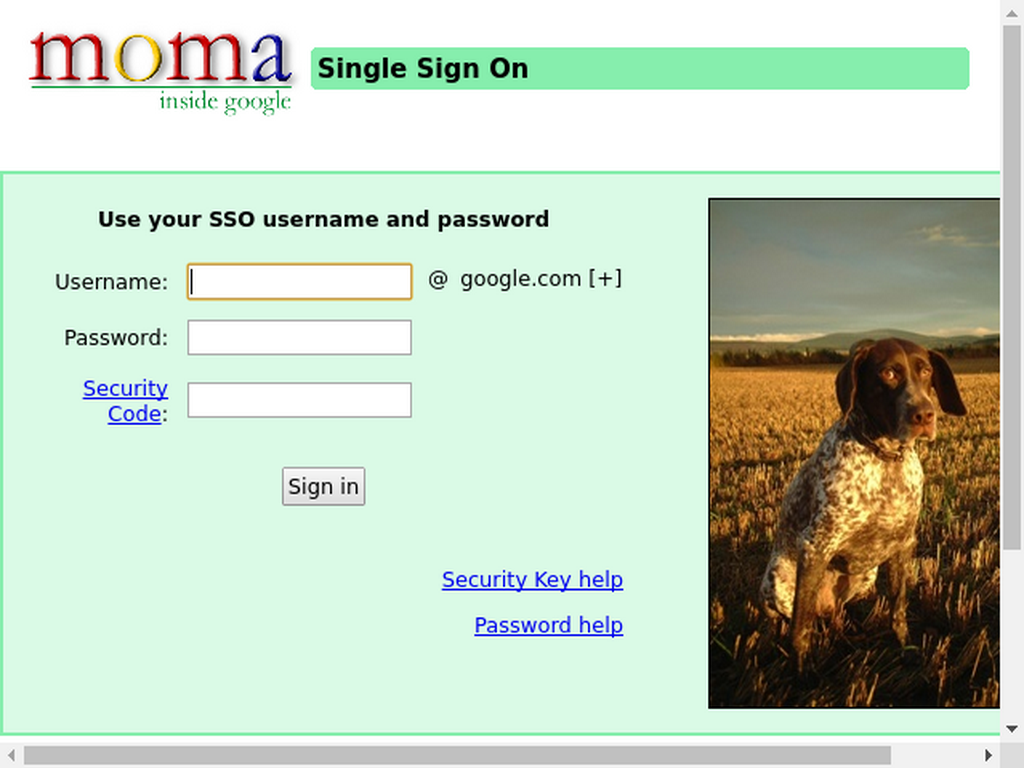 moma
inside google
Single Sign On
Use your SSO username and password
Username:
@ google.com [+]
Password:
Security
Code:
Sign in
Security Key help
Password help